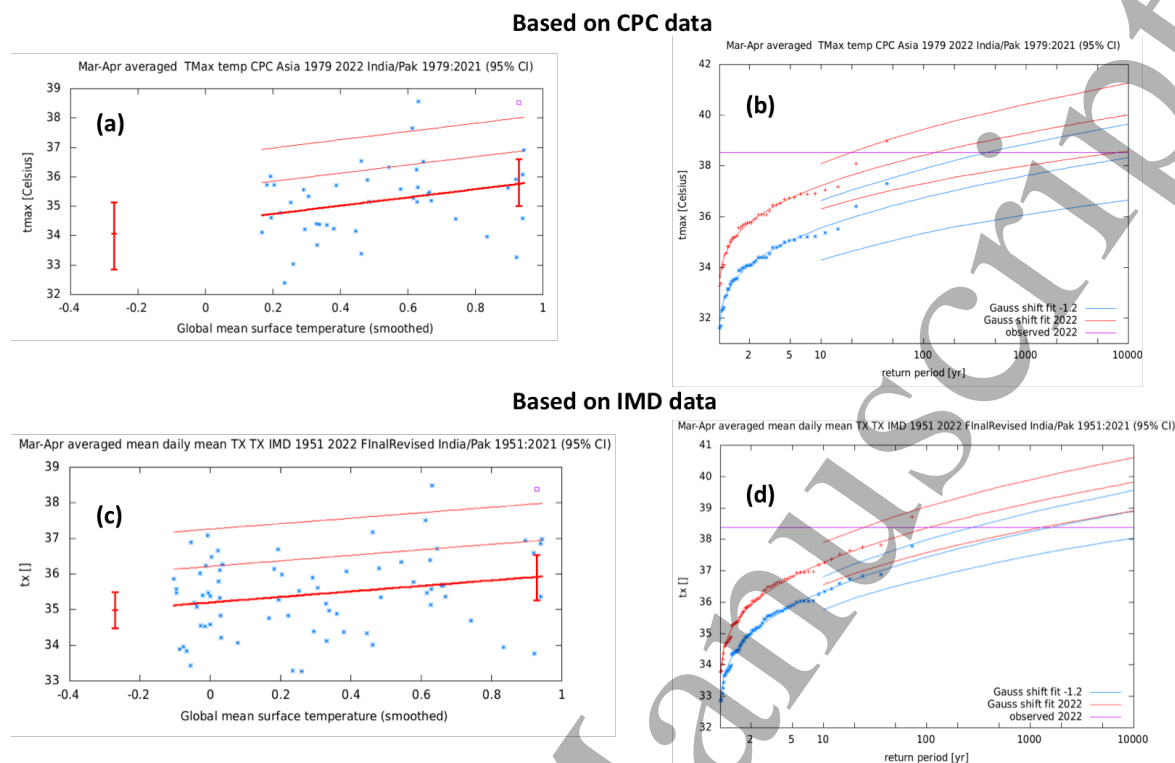 Based on CPC data
Mar-Apr averaged TMax temp CPC Asia 1979 2022 India/Pak 1979:2021 (95% CI)
(a)
tmax [Celsius]
39
38
37
36
35
34
33
32
-0.4
-0.2
0
0.2
0.4
0.6
0.8
1
Global mean surface temperature (smoothed)
Mar-Apr averaged TMax temp CPC Asia 1979 2022 India/Pak 1979:2021 (95% CI)
(b)
tmax [Celsius]
42
40
38
36
34
32
Gauss shift fit -1.2
Gauss shift fit 2022
observed 2022
2
5
10
100
1000
10000
return period [yr]
Based on IMD data
Mar-Apr averaged mean daily mean TX TX IMD 1951 2022 FInalRevised India/Pak 1951:2021 (95% CI)
(c)
tx []
39
38
37
36
35
34
33
-0.4
-0.2
0
0.2
0.4
0.6
0.8
1
Global mean surface temperature (smoothed)
Mar-Apr averaged mean daily mean TX TX IMD 1951 2022 FInalRevised India/Pak 1951:2021 (95% CI)
(d)
tx []
41
40
39
38
37
36
35
34
33
32
Gauss shift fit -1.2
Gauss shift fit 2022
observed 2022
2
5
10
100
1000
10000
return period [yr]